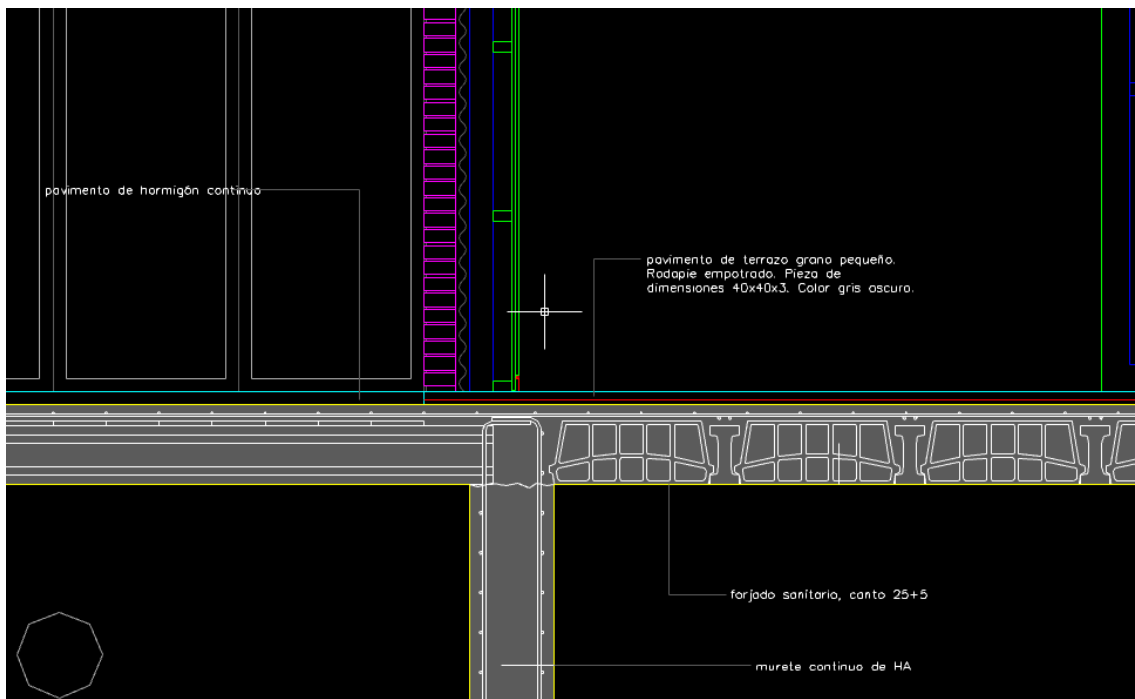 pavimento de hormigón continuo
pavimento de terrazo grano pequeño.
Rodapie empotrado. Pieza de
dimensiones 40x40x3. Color gris oscuro.
forjado sanitario, canto 25+5
murete continuo de HA